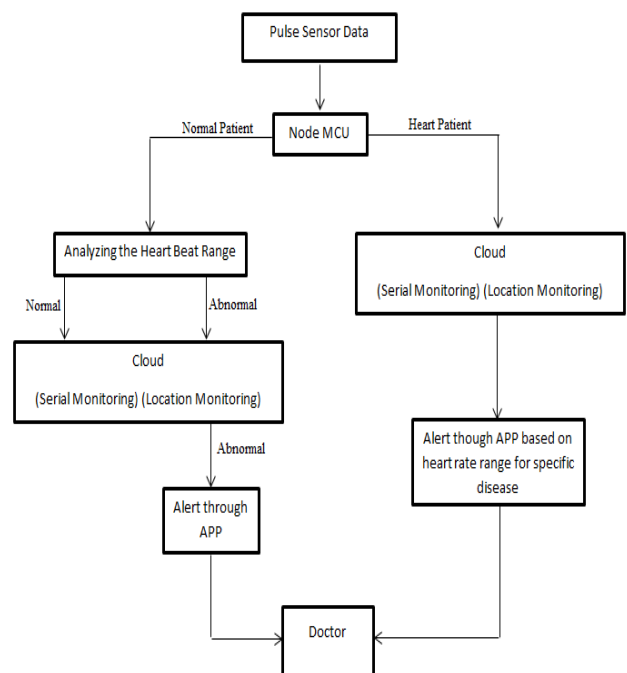 Pulse Sensor Data
Normal Patient
Node MCU
Heart Patient
Analyzing the Heart Beat Range
Normal
Abnormal
Cloud
(Serial Monitoring) (Location Monitoring)
Cloud
(Serial Monitoring) (Location Monitoring)
Abnormal
Alert through
APP
Alert though APP based on
heart rate range for specific
disease
Doctor